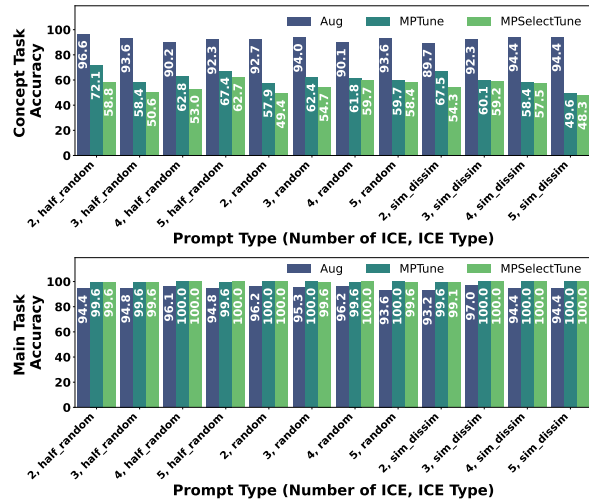 Aug MPTune MPSelectTune
Concept Task
Accuracy
100
80
60
40
20
0
96.6 72.1 58.8 93.6 58.4 50.6 90.2 62.8 53.0 92.3 67.4 62.7 92.7 57.9 49.4 94.0 62.4 54.7 90.1 61.8 59.7 93.6 59.7 58.4 89.7 67.5 54.3 92.3 60.1 59.2 94.4 58.4 57.5 94.4 49.6 48.3
2, half_random 3, half_random 4, half_random 5, half_random 2, random 3, random 4, random 5, random 2, sim_dissim 3, sim_dissim 4, sim_dissim 5, sim_dissim
Prompt Type (Number of ICE, ICE Type)
Aug MPTune MPSelectTune
Main Task
Accuracy
100
80
60
40
20
0
94.4 99.6 99.6 94.8 99.6 99.6 96.1 100.0 100.0 94.8 99.6 100.0 96.2 100.0 100.0 95.3 100.0 99.6 96.2 99.6 100.0 93.6 100.0 99.6 93.2 99.6 99.1 97.0 100.0 100.0 94.4 100.0 100.0 94.4 100.0 100.0
2, half_random 3, half_random 4, half_random 5, half_random 2, random 3, random 4, random 5, random 2, sim_dissim 3, sim_dissim 4, sim_dissim 5, sim_dissim
Prompt Type (Number of ICE, ICE Type)